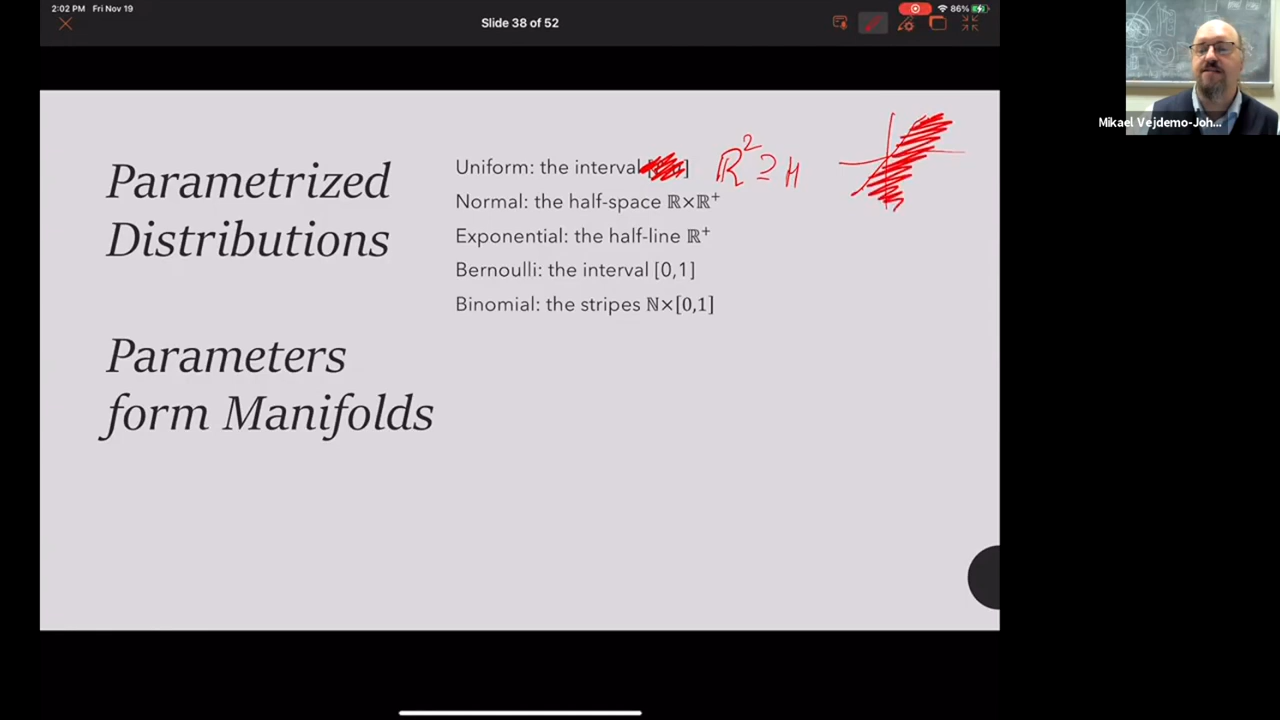 2:02 PM Fri Nov 19
86%
Slide 38 of 52
Mikael Vejdemo-Joh...
Parametrized
Distributions
Parameters
form Manifolds
Uniform: the interval [ ] ℝ² ⊇ H
Normal: the half-space ℝ×ℝ⁺
Exponential: the half-line ℝ⁺
Bernoulli: the interval [0,1]
Binomial: the stripes ℕ×[0,1]